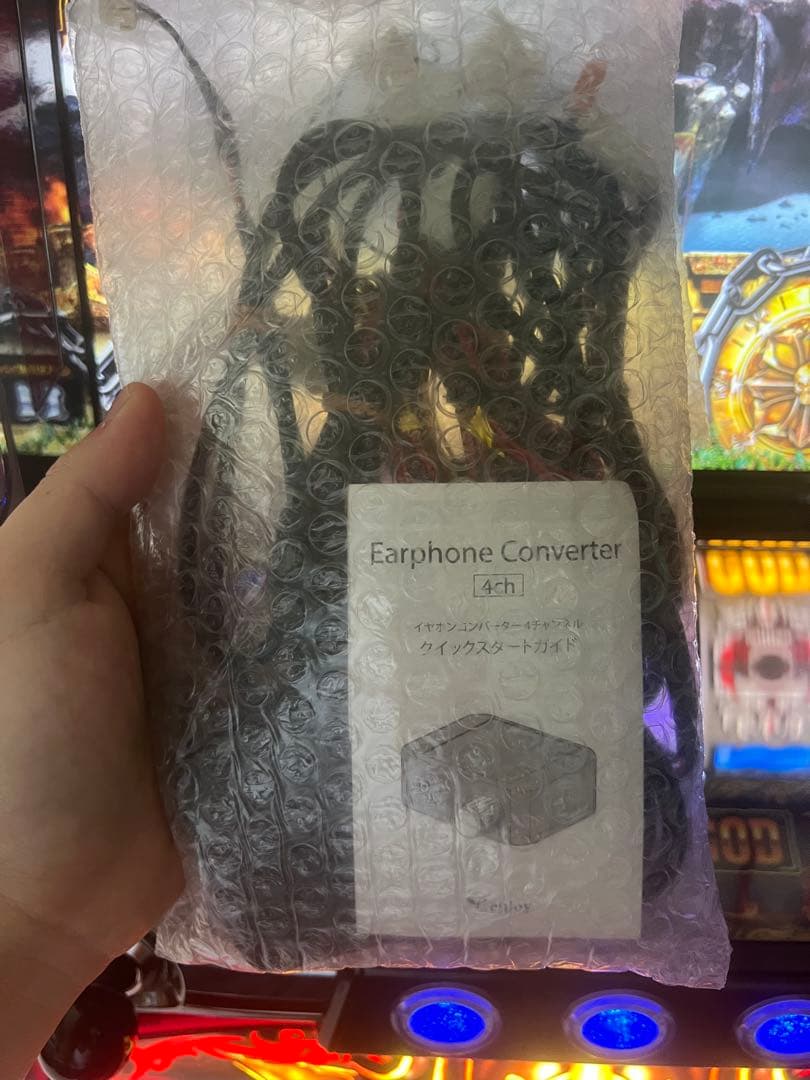 Earphone Converter
4ch
イヤホンコンバーター 4チャンネル
クイックスタートガイド
GOD